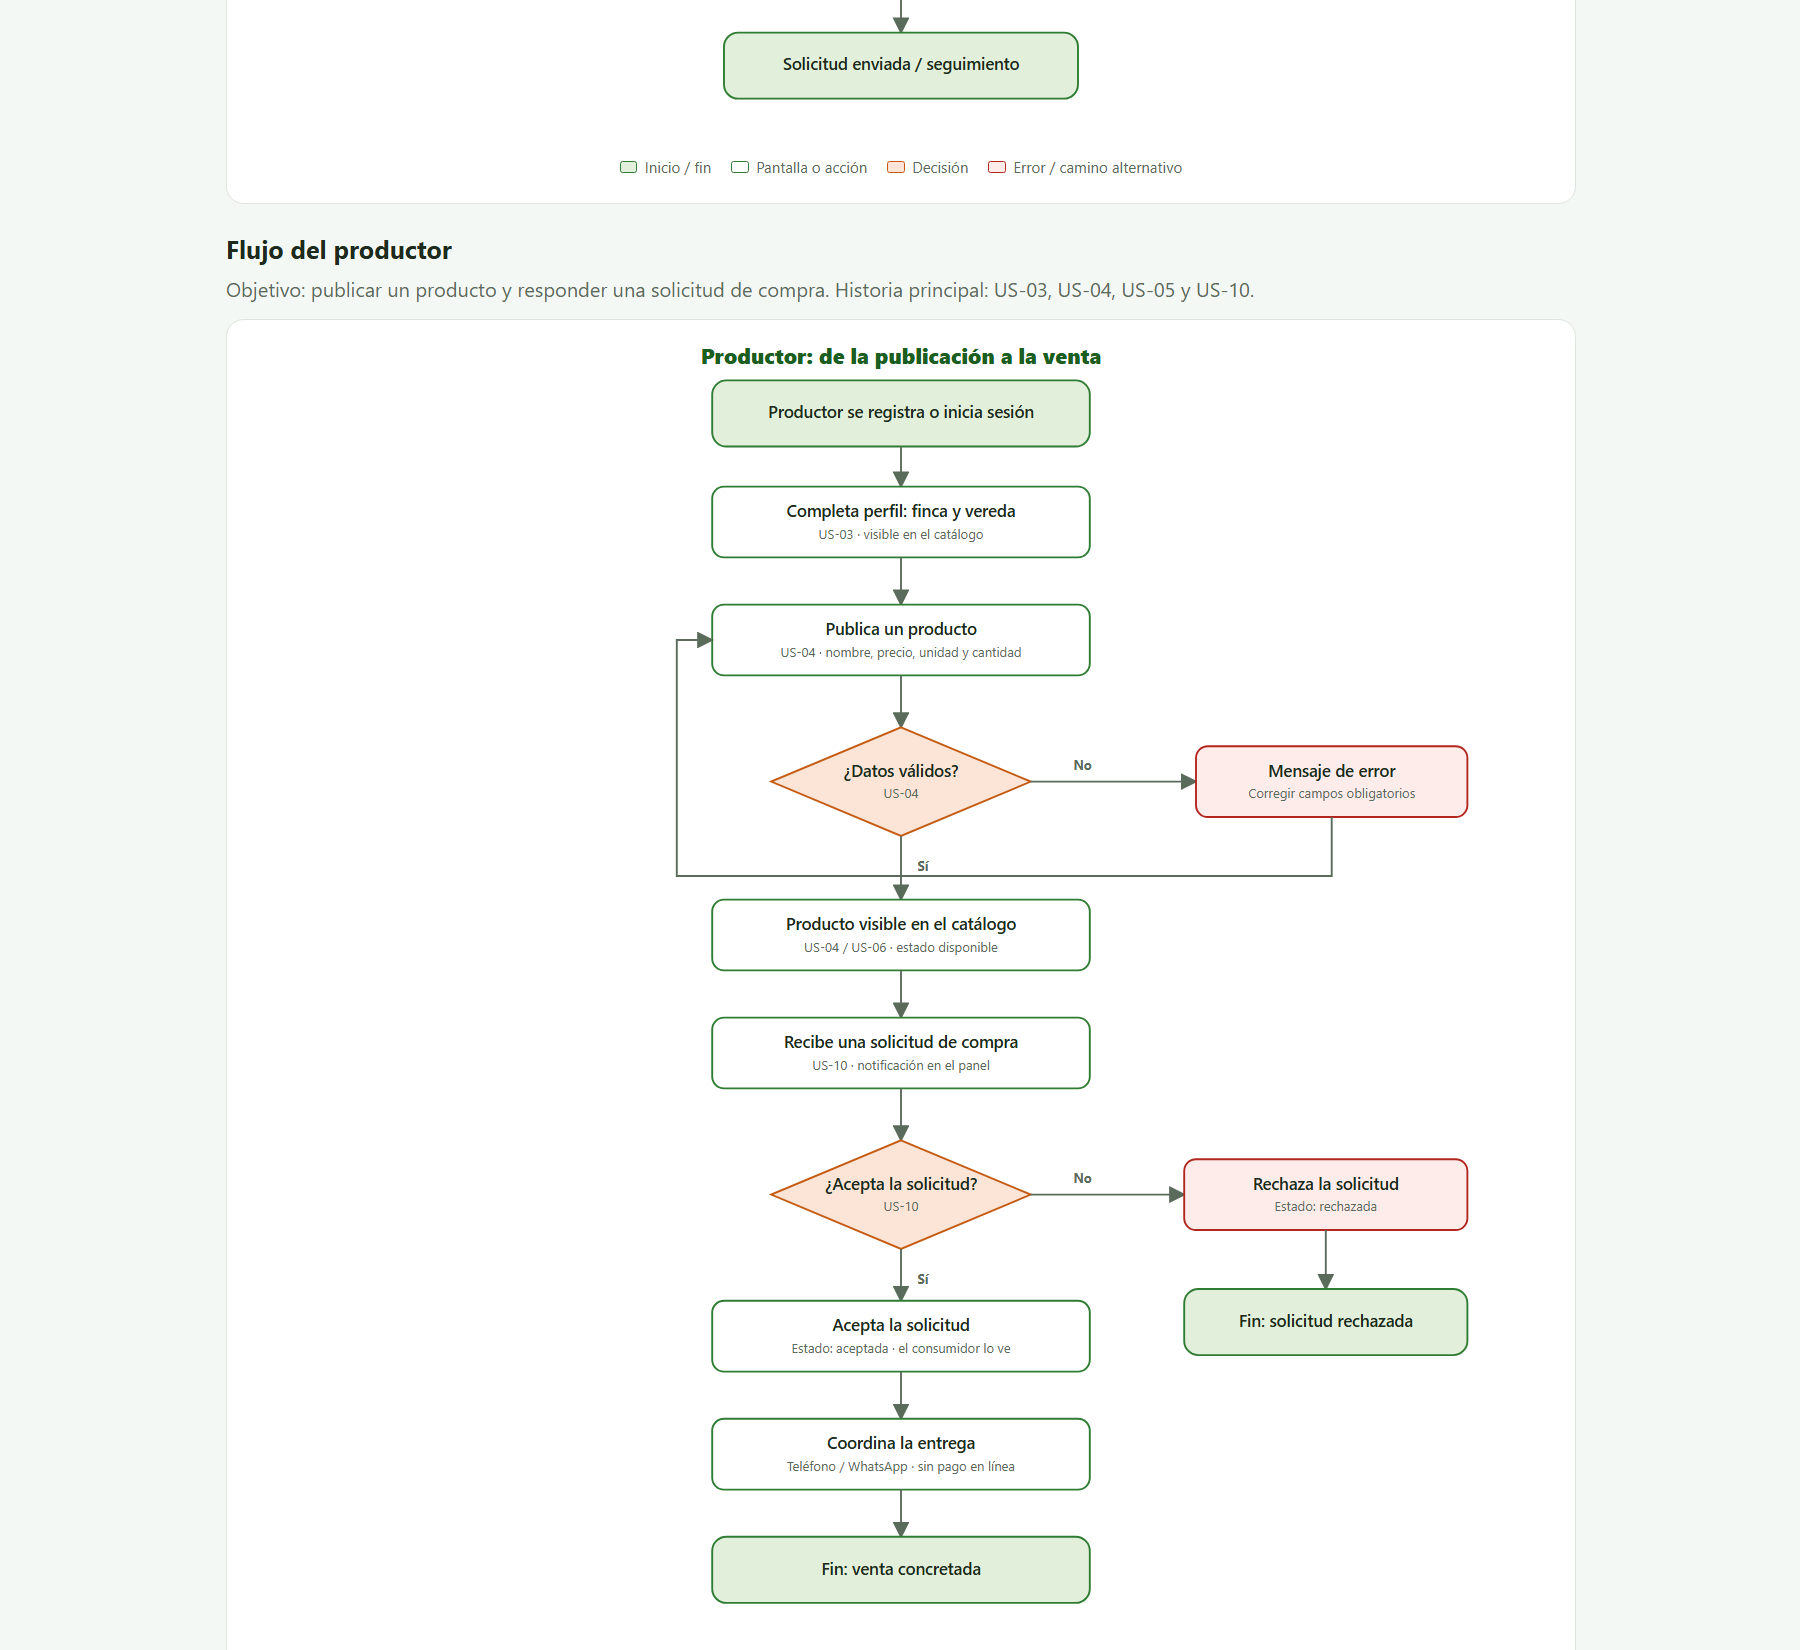 Solicitud enviada / seguimiento
Inicio / fin
Pantalla o acción
Decisión
Error / camino alternativo
Flujo del productor
Objetivo: publicar un producto y responder una solicitud de compra. Historia principal: US-03, US-04, US-05 y US-10.
Productor: de la publicación a la venta
Productor se registra o inicia sesión
Completa perfil: finca y vereda
US-03 · visible en el catálogo
Publica un producto
US-04 · nombre, precio, unidad y cantidad
¿Datos válidos?
US-04
No
Mensaje de error
Corregir campos obligatorios
Sí
Producto visible en el catálogo
US-04 / US-06 · estado disponible
Recibe una solicitud de compra
US-10 · notificación en el panel
¿Acepta la solicitud?
US-10
No
Rechaza la solicitud
Estado: rechazada
Sí
Fin: solicitud rechazada
Acepta la solicitud
Estado: aceptada · el consumidor lo ve
Coordina la entrega
Teléfono / WhatsApp · sin pago en línea
Fin: venta concretada